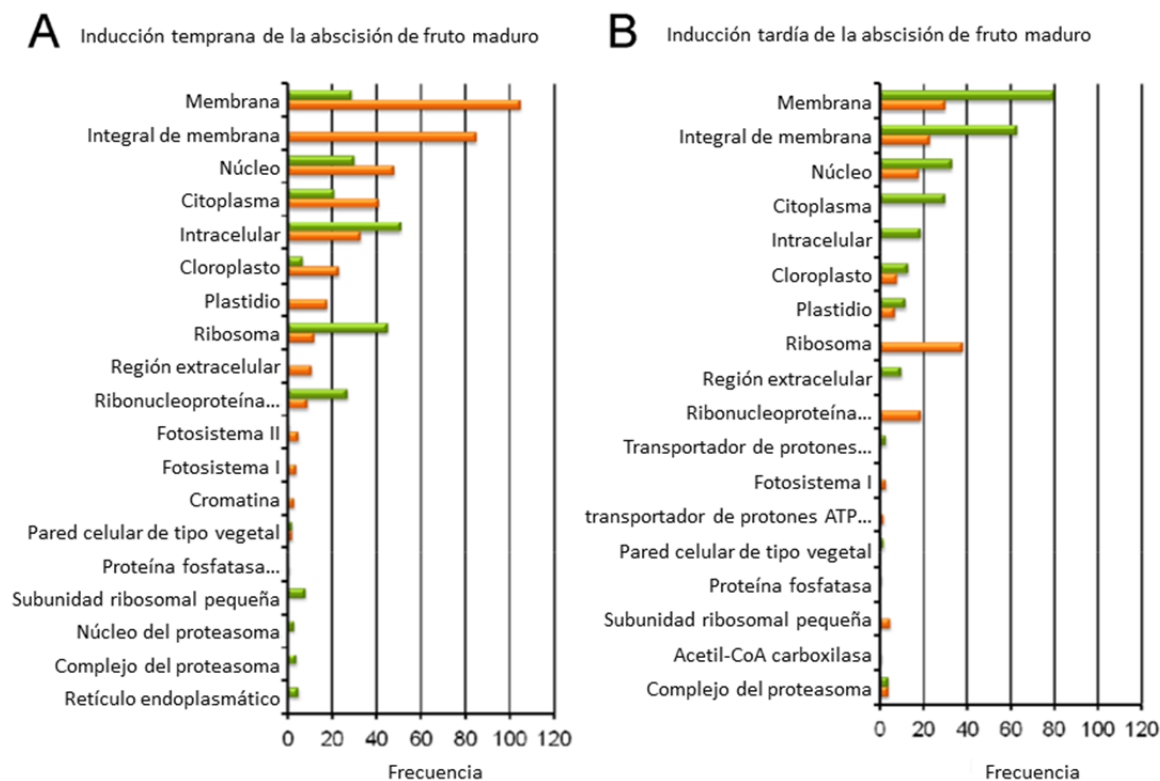 A Inducción temprana de la abscisión de fruto maduro
Membrana
Integral de membrana
Núcleo
Citoplasma
Intracelular
Cloroplasto
Plastidio
Ribosoma
Región extracelular
Ribonucleoproteína...
Fotosistema II
Fotosistema I
Cromatina
Pared celular de tipo vegetal
Proteína fosfatasa...
Subunidad ribosomal pequeña
Núcleo del proteasoma
Complejo del proteasoma
Retículo endoplasmático
0 20 40 60 80 100 120
Frecuencia
B Inducción tardía de la abscisión de fruto maduro
Membrana
Integral de membrana
Núcleo
Citoplasma
Intracelular
Cloroplasto
Plastidio
Ribosoma
Región extracelular
Ribonucleoproteína...
Transportador de protones...
Fotosistema I
transportador de protones ATP...
Pared celular de tipo vegetal
Proteína fosfatasa
Subunidad ribosomal pequeña
Acetil-CoA carboxilasa
Complejo del proteasoma
0 20 40 60 80 100 120
Frecuencia